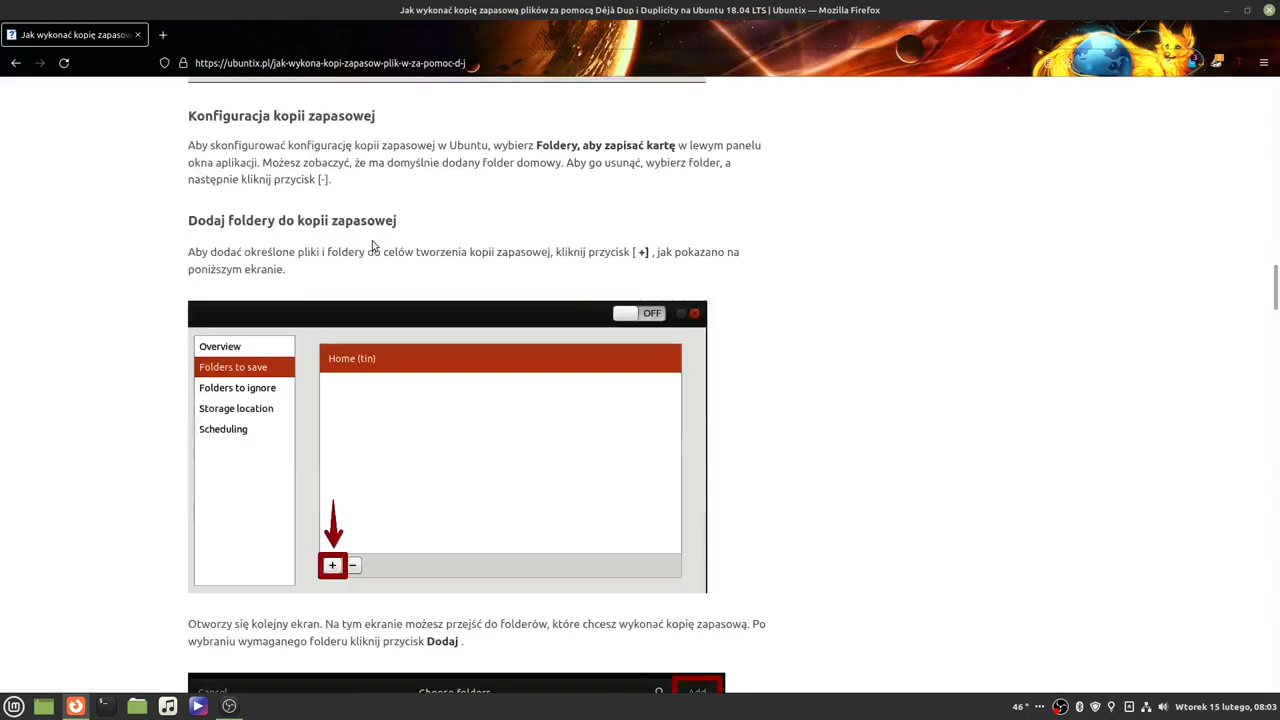 Jak wykonać kopię zapasową plików za pomocą Déjà Dup i Duplicity na Ubuntu 18.04 LTS | Ubuntix — Mozilla Firefox
Jak wykonać kopię zapasow
https://ubuntix.pl/jak-wykona-kopi-zapasow-plik-w-za-pomoc-d-j
Konfiguracja kopii zapasowej
Aby skonfigurować konfigurację kopii zapasowej w Ubuntu, wybierz Foldery, aby zapisać kartę w lewym panelu
okna aplikacji. Możesz zobaczyć, że ma domyślnie dodany folder domowy. Aby go usunąć, wybierz folder, a
następnie kliknij przycisk [-].
Dodaj foldery do kopii zapasowej
Aby dodać określone pliki i foldery do celów tworzenia kopii zapasowej, kliknij przycisk [ +] , jak pokazano na
poniższym ekranie.
OFF
Overview
Folders to save
Folders to ignore
Storage location
Scheduling
Home (tin)
+ −
Otworzy się kolejny ekran. Na tym ekranie możesz przejść do folderów, które chcesz wykonać kopię zapasową. Po
wybraniu wymaganego folderu kliknij przycisk Dodaj .
Cancel Choose folders Add
46° Wtorek 15 lutego, 08:03